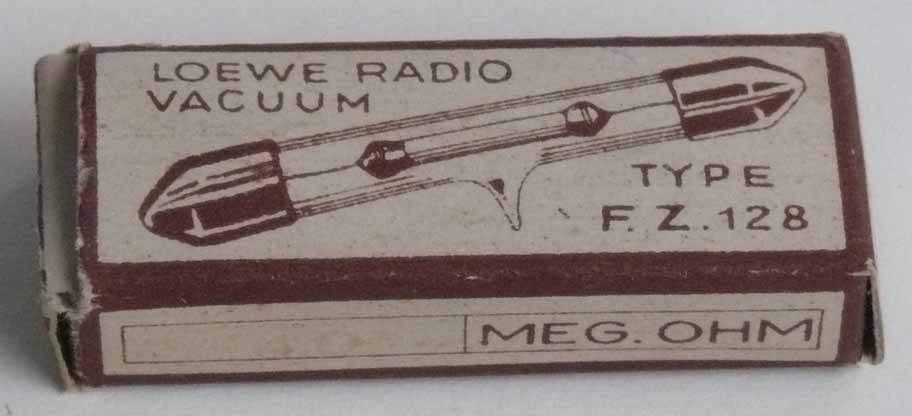 LOEWE RADIO
VACUUM
TYPE
F. Z. 128
MEG. OHM